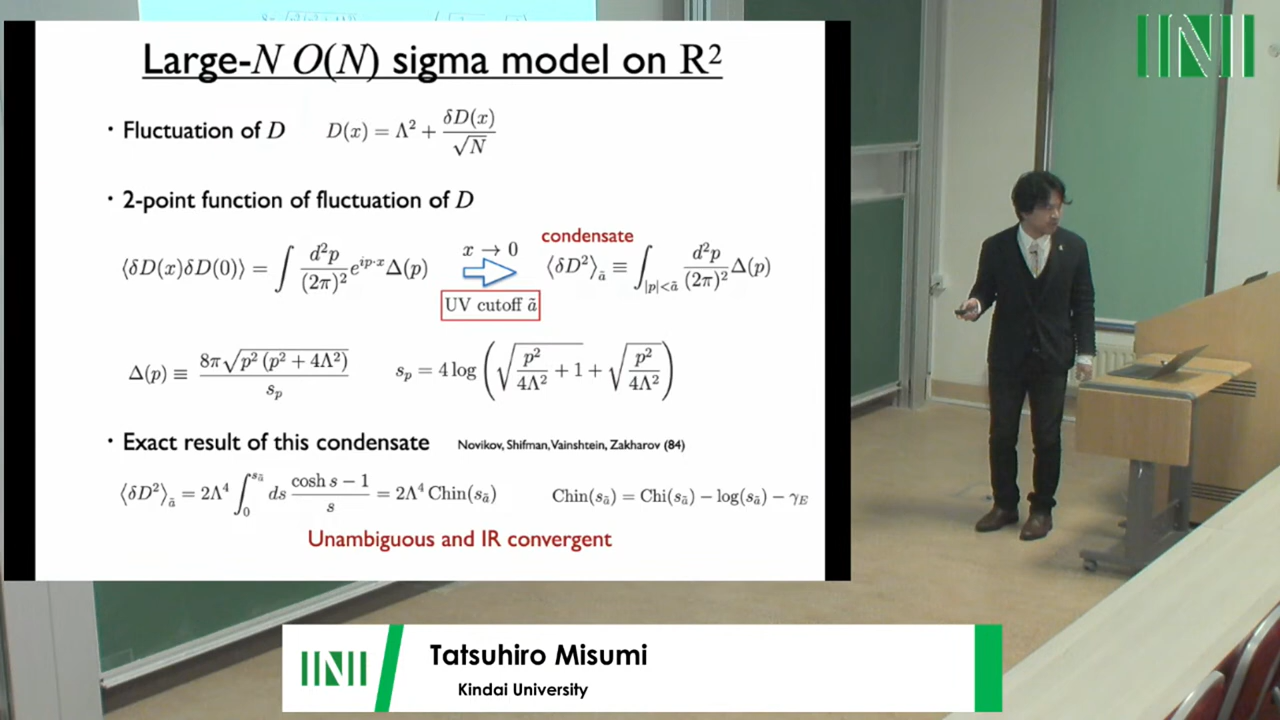 Large-N O(N) sigma model on R²
· Fluctuation of D D(x) = Λ² + δD(x)/√N
· 2-point function of fluctuation of D
condensate
⟨δD(x)δD(0)⟩ = ∫ d²p/(2π)² e^{ip·x} Δ(p) x → 0 ⟨δD²⟩_ã ≡ ∫_{|p|<ã} d²p/(2π)² Δ(p)
UV cutoff ã
Δ(p) ≡ 8π√(p²(p² + 4Λ²))/s_p s_p = 4 log(√(p²/4Λ² + 1) + √(p²/4Λ²))
· Exact result of this condensate Novikov, Shifman, Vainshtein, Zakharov (84)
⟨δD²⟩_ã = 2Λ⁴ ∫_0^{s_ã} ds (cosh s − 1)/s = 2Λ⁴ Chin(s_ã) Chin(s_ã) = Chi(s_ã) − log(s_ã) − γ_E
Unambiguous and IR convergent
Tatsuhiro Misumi
Kindai University